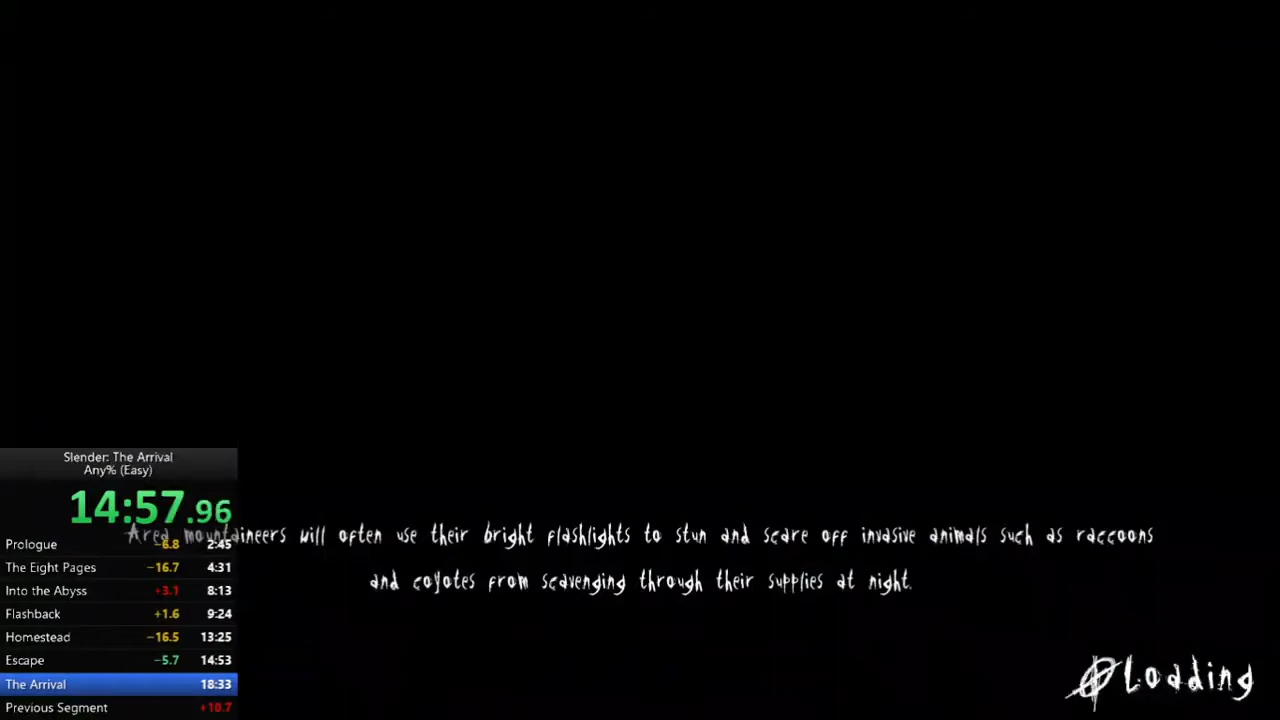 Slender: The Arrival
Any% (Easy)
14:57.96
Area mountaineers will often use their bright flashlights to stun and scare off invasive animals such as raccoons
and coyotes from scavenging through their supplies at night.
Prologue −6.8 2:45
The Eight Pages −16.7 4:31
Into the Abyss +3.1 8:13
Flashback +1.6 9:24
Homestead −16.5 13:25
Escape −5.7 14:53
The Arrival 18:33
Previous Segment +10.7
Loading